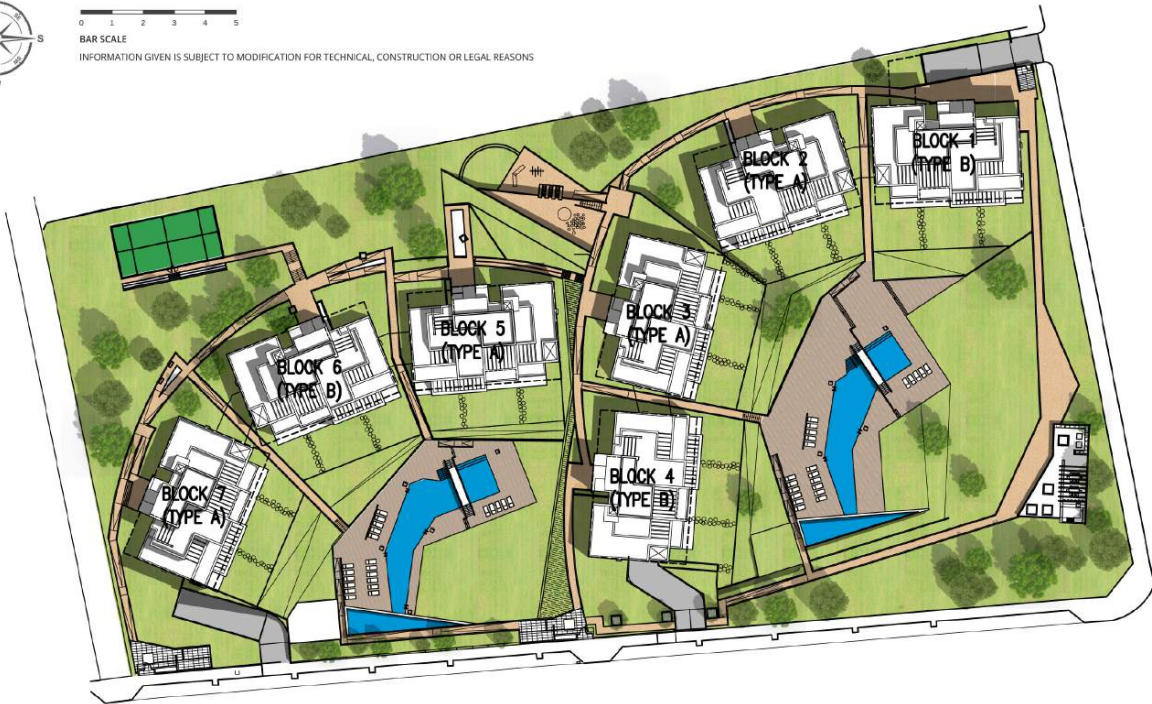 S
0 1 2 3 4 5
BAR SCALE
INFORMATION GIVEN IS SUBJECT TO MODIFICATION FOR TECHNICAL, CONSTRUCTION OR LEGAL REASONS
BLOCK 1
(TYPE B)
BLOCK 2
(TYPE A)
BLOCK 3
(TYPE A)
BLOCK 4
(TYPE B)
BLOCK 5
(TYPE A)
BLOCK 6
(TYPE B)
BLOCK 7
(TYPE A)